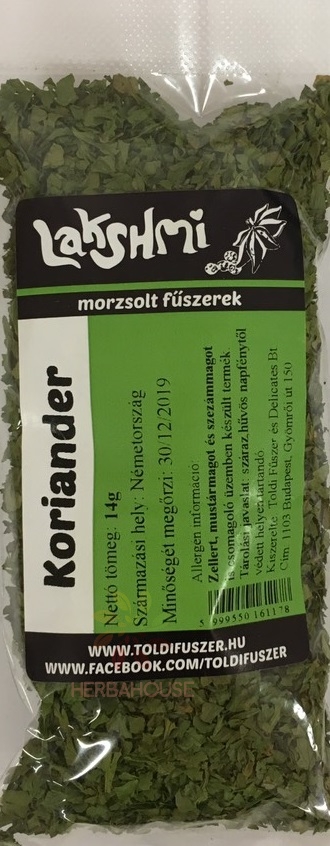 Lakshmi
morzsolt fűszerek
Koriander
Nettó tömeg: 14g
Származási hely: Németország
Minőségét megőrzi: 30/12/2019
Allergen információ:
Zellert, mustármagot és szezámmagot
is csomagoló üzemben készült termék.
Tárolási javaslat: száraz,hűvös napfénytől
védett helyen tartandó
Kiszerelte: Toldi Fűszer és Delicates Bt
Cím: 1103 Budapest, Gyömrői út 150
5 999550 161178
WWW.TOLDIFUSZER.HU
WWW.FACEBOOK.COM/TOLDIFUSZER
HERBAHOUSE